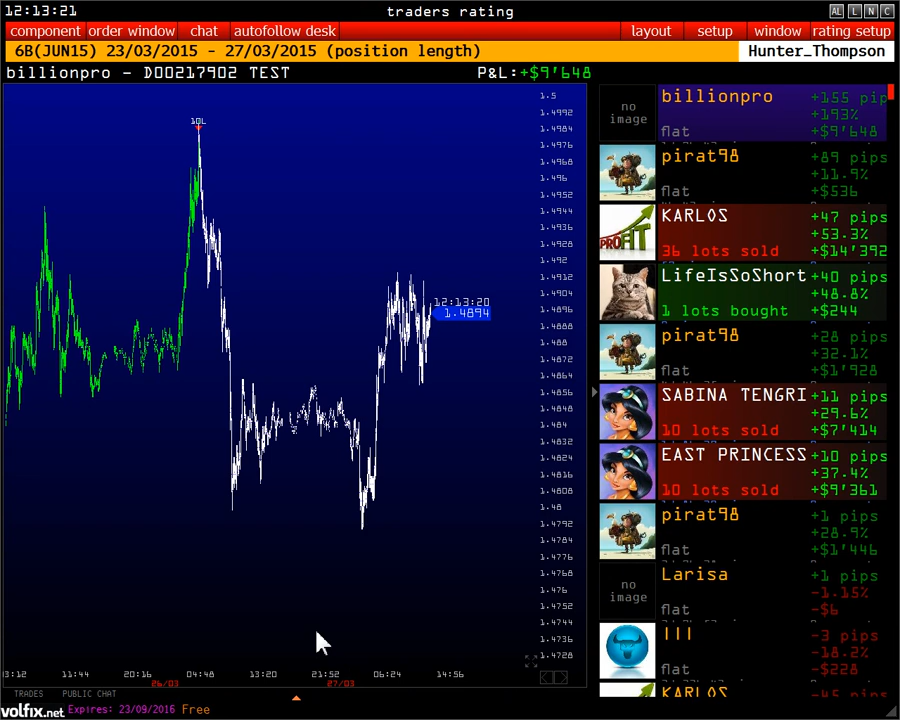 12:13:21
traders rating
AL L N C
component order window chat autofollow desk layout setup window rating setup
6B(JUN15) 23/03/2015 - 27/03/2015 (position length)
Hunter_Thompson
billionpro - D00217902 TEST P&L:+$9'648
1.5
1.4992
1.4984
1.4976
1.4968
1.496
1.4952
1.4944
1.4936
1.4928
1.492
1.4912
1.4904
1.4896
1.4888
1.488
1.4872
1.4864
1.4856
1.4848
1.484
1.4832
1.4824
1.4816
1.4808
1.48
1.4792
1.4784
1.4776
1.4768
1.476
1.4752
1.4744
1.4736
1.4728
10L
12:13:20
1.4894
3:12 11:44 20:16 04:48 13:20 21:52 06:24 14:56
26/03 27/03
no image
billionpro +155 pip
+193%
flat +$9'648
pirat98 +89 pips
+11.9%
flat +$536
PROFIT
KARLOS +47 pips
+53.3%
36 lots sold +$14'392
LifeIsSoShort +40 pips
+48.8%
1 lots bought +$244
pirat98 +28 pips
+32.1%
flat +$1'928
SABINA TENGRI +11 pips
+29.6%
10 lots sold +$7'414
EAST PRINCESS +10 pips
+37.4%
10 lots sold +$9'361
pirat98 +1 pips
+28.9%
flat +$1'446
no image
Larisa +1 pips
-1.15%
flat -$6
||| -3 pips
-18.2%
flat -$228
KARLOS -45 pips
TRADES PUBLIC CHAT
volfix.net Expires: 23/09/2016 Free